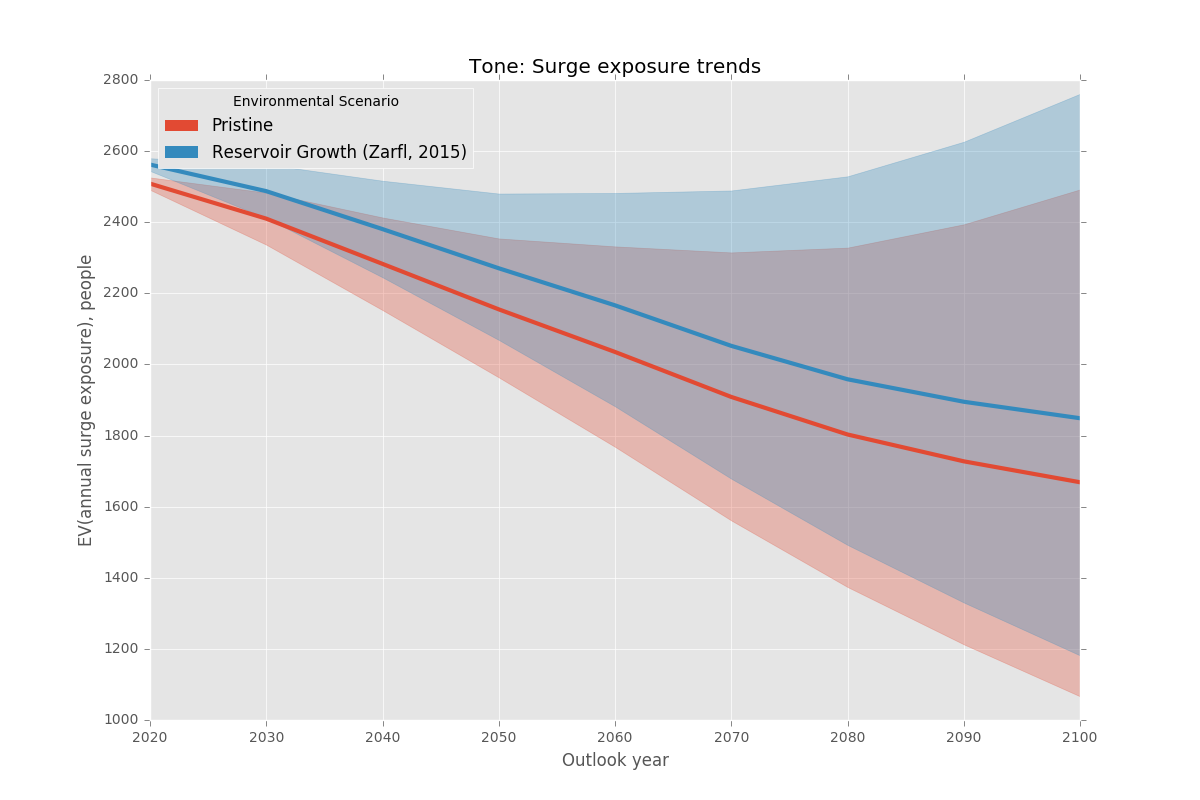 Tone: Surge exposure trends
Environmental Scenario
Pristine
Reservoir Growth (Zarfl, 2015)
EV(annual surge exposure), people
2800
2600
2400
2200
2000
1800
1600
1400
1200
1000
2020 2030 2040 2050 2060 2070 2080 2090 2100
Outlook year